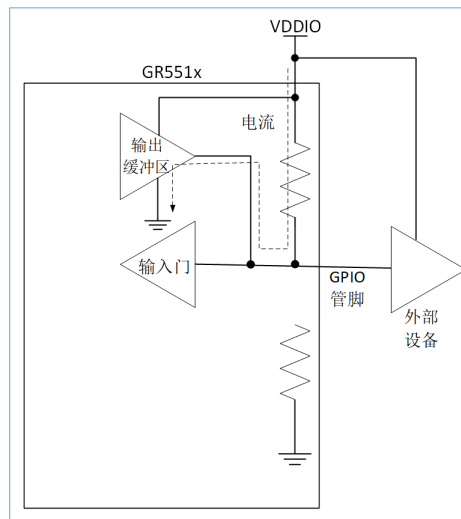 VDDIO
GR551x
电流
输出
缓冲区
输入门
GPIO
管脚
外部
设备